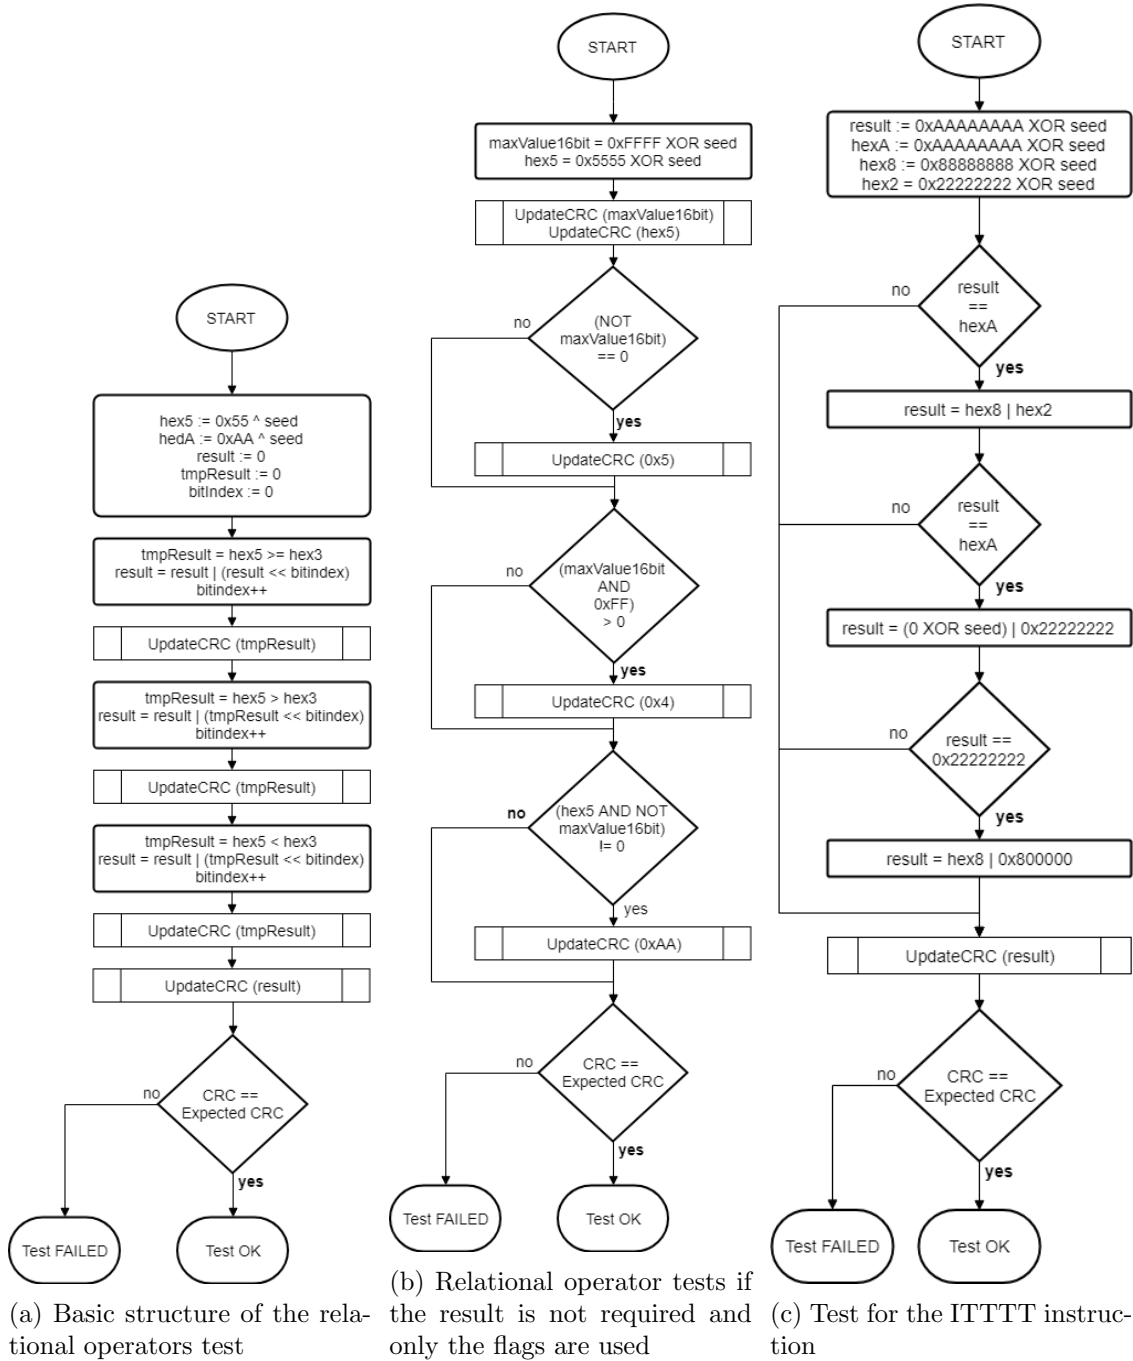 START
hex5 := 0x55 ^ seed
hedA := 0xAA ^ seed
result := 0
tmpResult := 0
bitIndex := 0
tmpResult = hex5 >= hex3
result = result | (result << bitindex)
bitindex++
UpdateCRC (tmpResult)
tmpResult = hex5 > hex3
result = result | (tmpResult << bitindex)
bitindex++
UpdateCRC (tmpResult)
tmpResult = hex5 < hex3
result = result | (tmpResult << bitindex)
bitindex++
UpdateCRC (tmpResult)
UpdateCRC (result)
CRC ==
Expected CRC
no
yes
Test FAILED
Test OK
(a) Basic structure of the rela-
tional operators test
START
maxValue16bit = 0xFFFF XOR seed
hex5 = 0x5555 XOR seed
UpdateCRC (maxValue16bit)
UpdateCRC (hex5)
(NOT
maxValue16bit)
== 0
no
yes
UpdateCRC (0x5)
(maxValue16bit
AND
0xFF)
> 0
no
yes
UpdateCRC (0x4)
(hex5 AND NOT
maxValue16bit)
!= 0
no
yes
UpdateCRC (0xAA)
CRC ==
Expected CRC
no
yes
Test FAILED
Test OK
(b) Relational operator tests if
the result is not required and
only the flags are used
START
result := 0xAAAAAAAA XOR seed
hexA := 0xAAAAAAAA XOR seed
hex8 := 0x88888888 XOR seed
hex2 = 0x22222222 XOR seed
result
==
hexA
no
yes
result = hex8 | hex2
result
==
hexA
no
yes
result = (0 XOR seed) | 0x22222222
result ==
0x22222222
no
yes
result = hex8 | 0x800000
UpdateCRC (result)
CRC ==
Expected CRC
no
yes
Test FAILED
Test OK
(c) Test for the ITTTT instruc-
tion